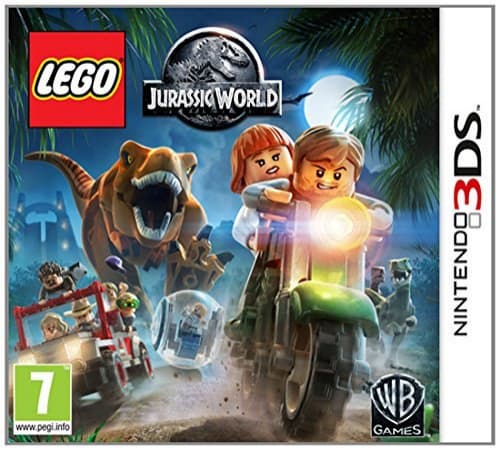 LEGO
JURASSIC WORLD
NINTENDO 3DS
7
www.pegi.info
WB
GAMES